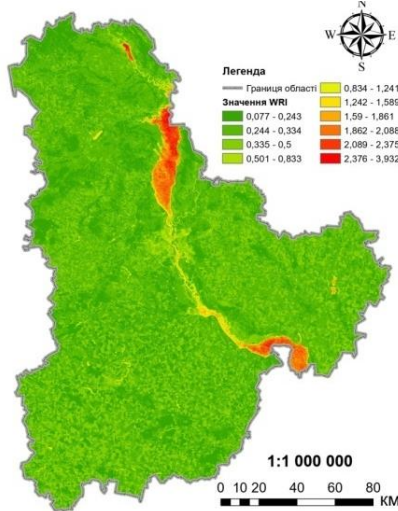 N
W E
S
Легенда
Граница області
Значення WRI
0,077 - 0,243
0,244 - 0,334
0,335 - 0,5
0,501 - 0,833
0,834 - 1,241
1,242 - 1,589
1,59 - 1,861
1,862 - 2,088
2,089 - 2,375
2,376 - 3,932
1:1 000 000
0 10 20 40 60 80
КМ